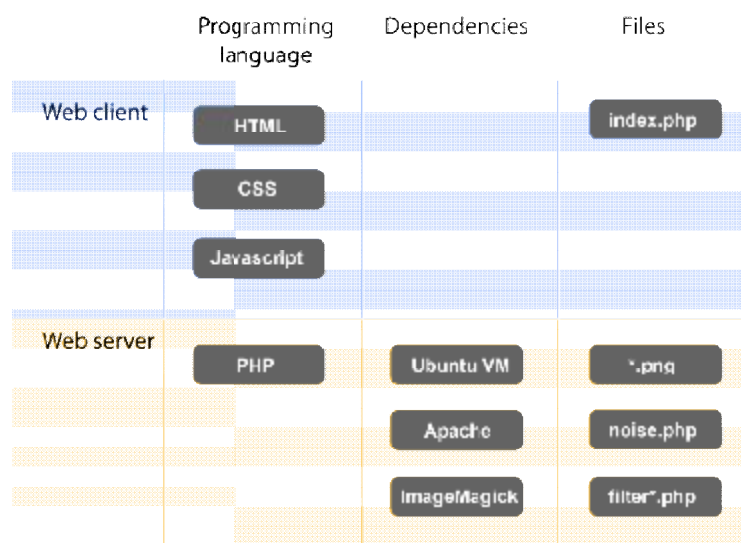 Programming language
Dependencies
Files
Web client
HTML
index.php
CSS
Javascript
Web server
PHP
Ubuntu VM
*.png
Apache
noise.php
ImageMagick
filter*.php